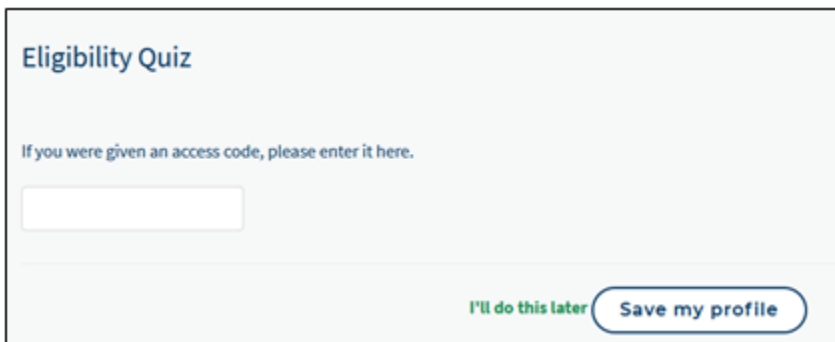 Eligibility Quiz
If you were given an access code, please enter it here.
I'll do this later Save my profile